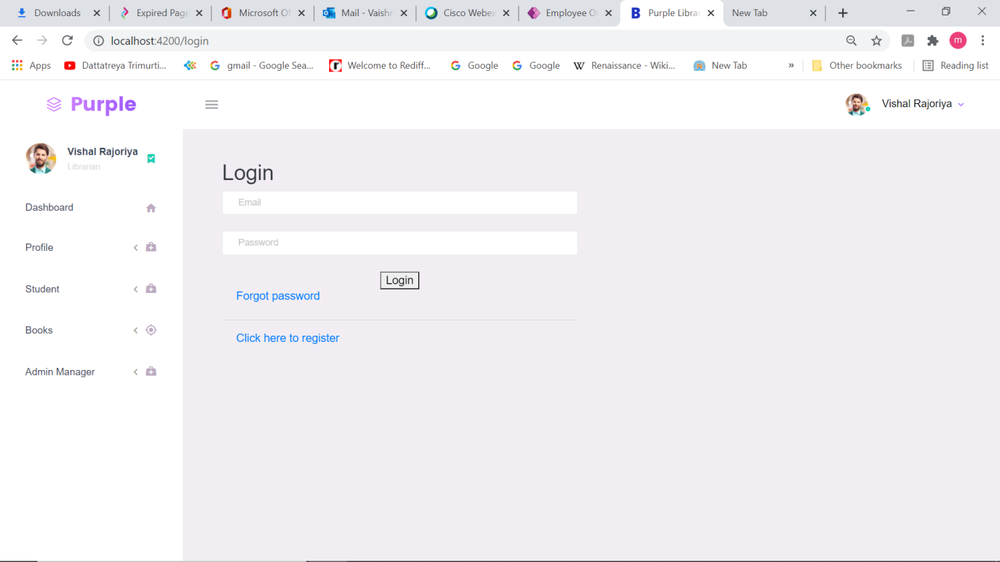 Downloads
Expired Page
Microsoft Of
Mail - Vaishn
Cisco Webex
Employee O
Purple Librar
New Tab
localhost:4200/login
m
Apps
Dattatreya Trimurti...
gmail - Google Sea...
Welcome to Rediff...
Google
Google
Renaissance - Wiki...
New Tab
»
Other bookmarks
Reading list
Purple
Vishal Rajoriya
Vishal Rajoriya
Librarian
Dashboard
Profile
Student
Books
Admin Manager
Login
Email
Password
Login
Forgot password
Click here to register